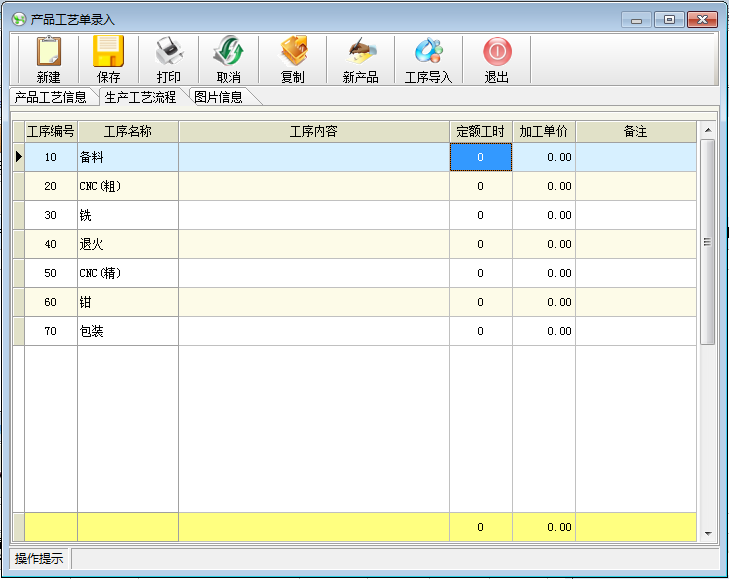 产品工艺单录入
新建 保存 打印 取消 复制 新产品 工序导入 退出
产品工艺信息 生产工艺流程 图片信息
工序编号 工序名称 工序内容 定额工时 加工单价 备注
10 备料 0 0.00
20 CNC(粗) 0 0.00
30 铣 0 0.00
40 退火 0 0.00
50 CNC(精) 0 0.00
60 钳 0 0.00
70 包装 0 0.00
0 0.00
操作提示